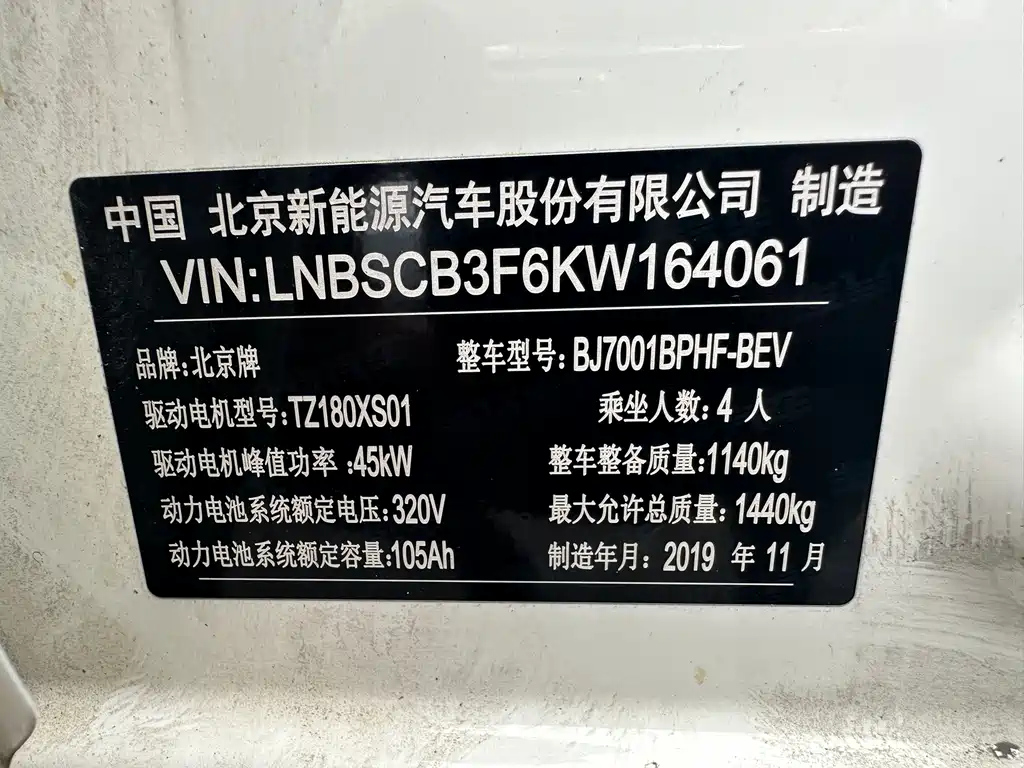 中国 北京新能源汽车股份有限公司 制造
VIN:LNBSCB3F6KW164061
品牌:北京牌 整车型号:BJ7001BPHF-BEV
驱动电机型号:TZ180XS01 乘坐人数:4 人
驱动电机峰值功率:45kW 整车整备质量:1140kg
动力电池系统额定电压:320V 最大允许总质量:1440kg
动力电池系统额定容量:105Ah 制造年月:2019 年 11 月